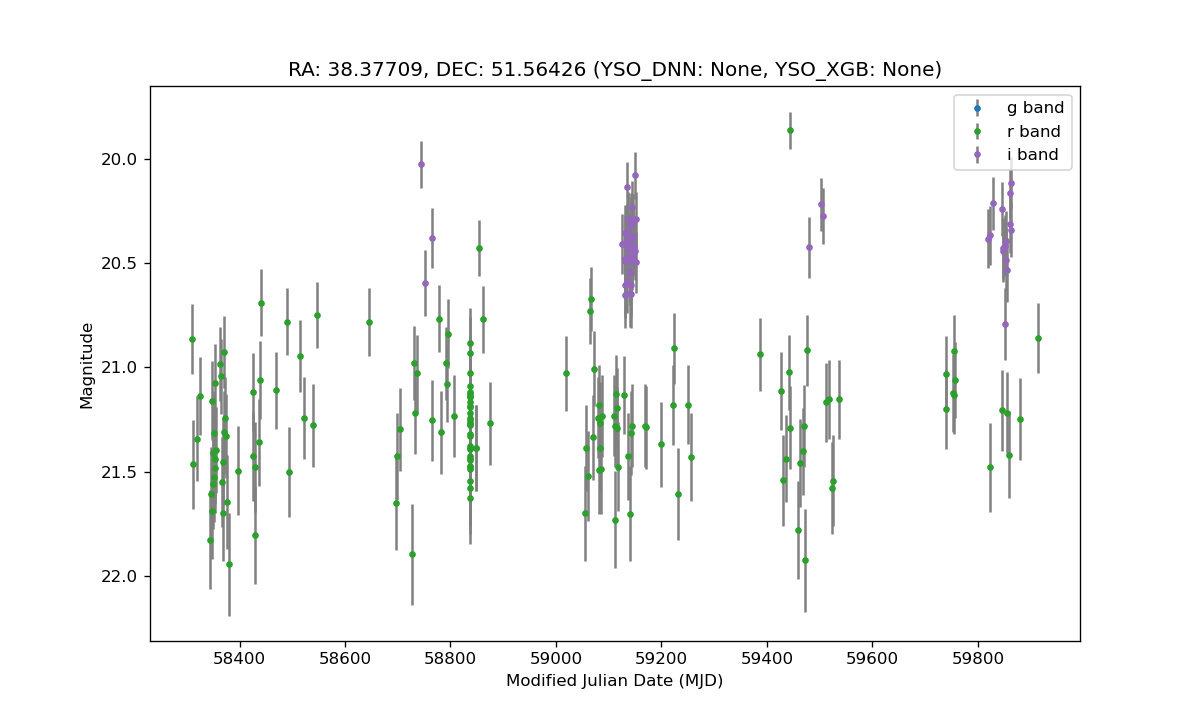 RA: 38.37709, DEC: 51.56426 (YSO_DNN: None, YSO_XGB: None)
g band
r band
i band
20.0
20.5
21.0
21.5
22.0
Magnitude
58400 58600 58800 59000 59200 59400 59600 59800
Modified Julian Date (MJD)